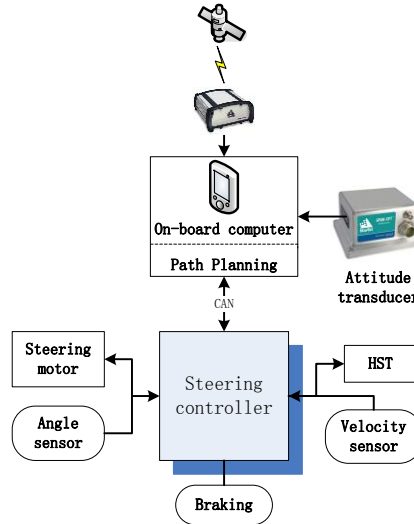 On-board computer
Path Planning
Attitude
transducer
CAN
Steering
motor
Steering
controller
HST
Angle
sensor
Velocity
sensor
Braking